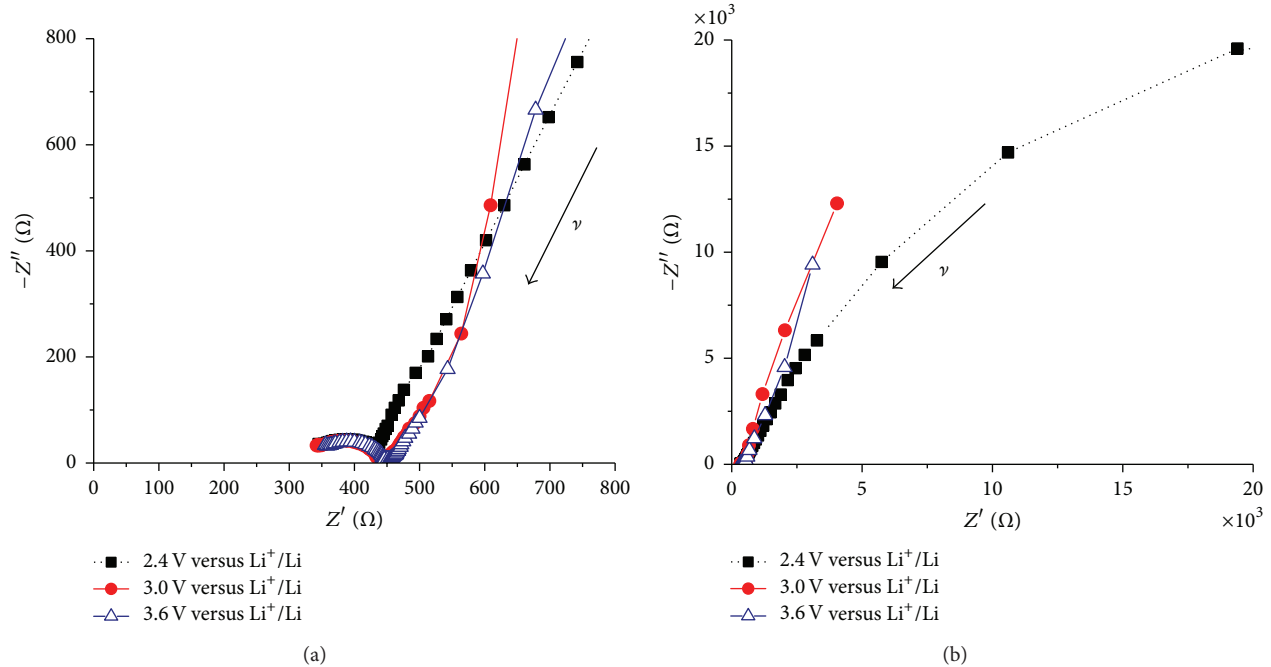 800
600
400
200
0
−Z″ (Ω)
ν
0 100 200 300 400 500 600 700 800
Z′ (Ω)
2.4 V versus Li⁺/Li
3.0 V versus Li⁺/Li
3.6 V versus Li⁺/Li
(a)
×10³
20
15
10
5
0
−Z″ (Ω)
ν
0 5 10 15 20
Z′ (Ω) ×10³
2.4 V versus Li⁺/Li
3.0 V versus Li⁺/Li
3.6 V versus Li⁺/Li
(b)